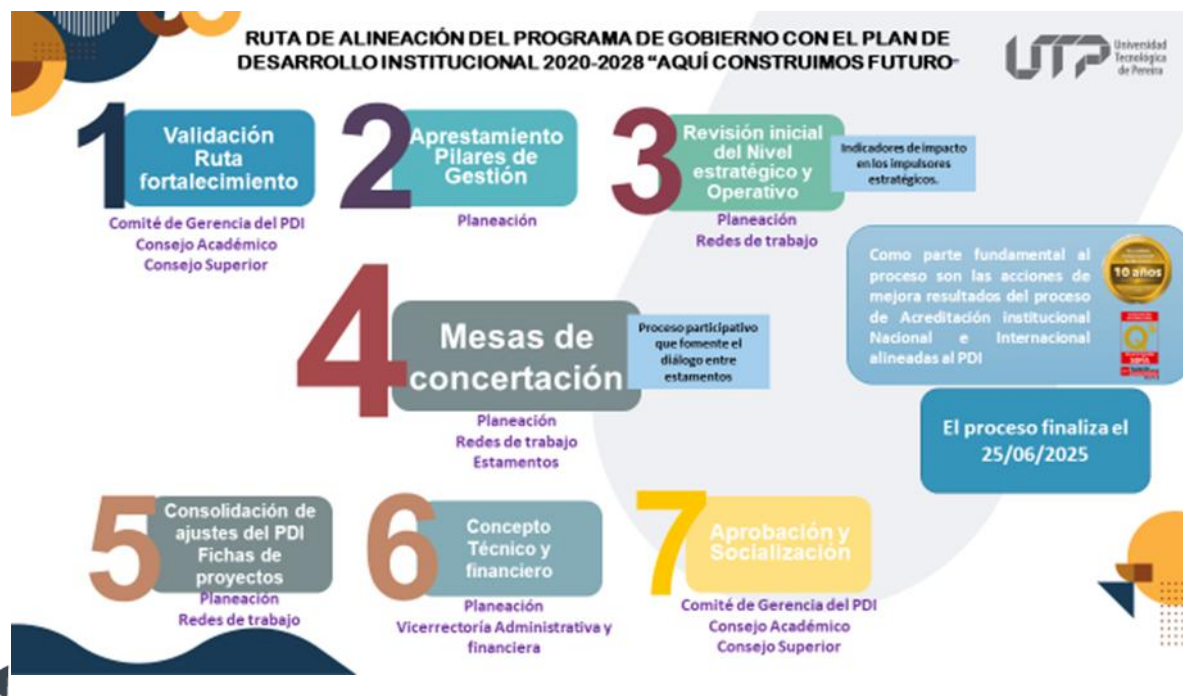 RUTA DE ALINEACIÓN DEL PROGRAMA DE GOBIERNO CON EL PLAN DE
DESARROLLO INSTITUCIONAL 2020-2028 “AQUÍ CONSTRUIMOS FUTURO”
UTP
Universidad
Tecnológica
de Pereira
1
Validación
Ruta
fortalecimiento
Comité de Gerencia del PDI
Consejo Académico
Consejo Superior
2
Aprestamiento
Pilares de
Gestión
Planeación
3
Revisión inicial
del Nivel
estratégico y
Operativo
Indicadores de impacto
en los impulsores
estratégicos.
Planeación
Redes de trabajo
Como parte fundamental al
proceso son las acciones de
mejora resultados del proceso
de Acreditación institucional
Nacional e Internacional
alineadas al PDI
10 años
Q
4
Mesas de
concertación
Proceso participativo
que fomente el
diálogo entre
estamentos
Planeación
Redes de trabajo
Estamentos
El proceso finaliza el
25/06/2025
5
Consolidación de
ajustes del PDI
Fichas de
proyectos
Planeación
Redes de trabajo
6
Concepto
Técnico y
financiero
Planeación
Vicerrectoría Administrativa y
financiera
7
Aprobación y
Socialización
Comité de Gerencia del PDI
Consejo Académico
Consejo Superior